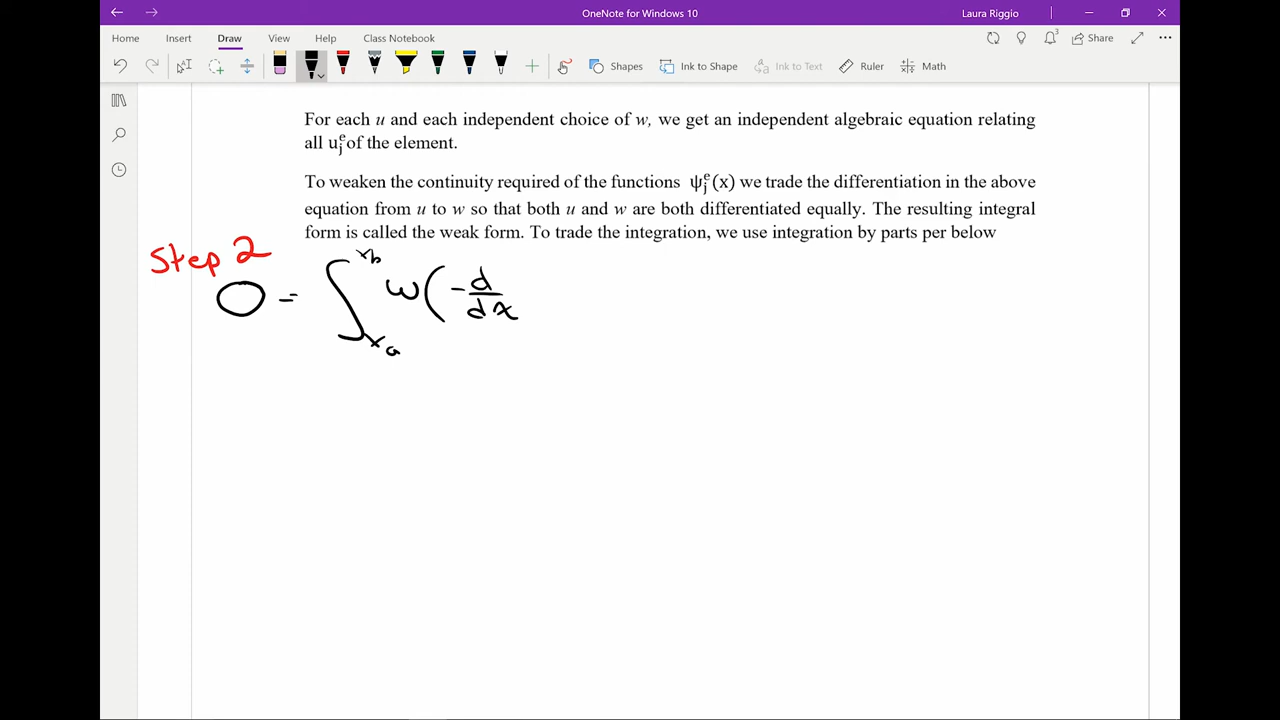 OneNote for Windows 10
Laura Riggio
Home Insert Draw View Help Class Notebook
3
Share
Shapes Ink to Shape Ink to Text Ruler Math
For each u and each independent choice of w, we get an independent algebraic equation relating
all u_j^e of the element.
To weaken the continuity required of the functions ψ_j^e(x) we trade the differentiation in the above
equation from u to w so that both u and w are both differentiated equally. The resulting integral
form is called the weak form. To trade the integration, we use integration by parts per below
Step 2
0 = ∫_{xa}^{xb} w(-d/dx